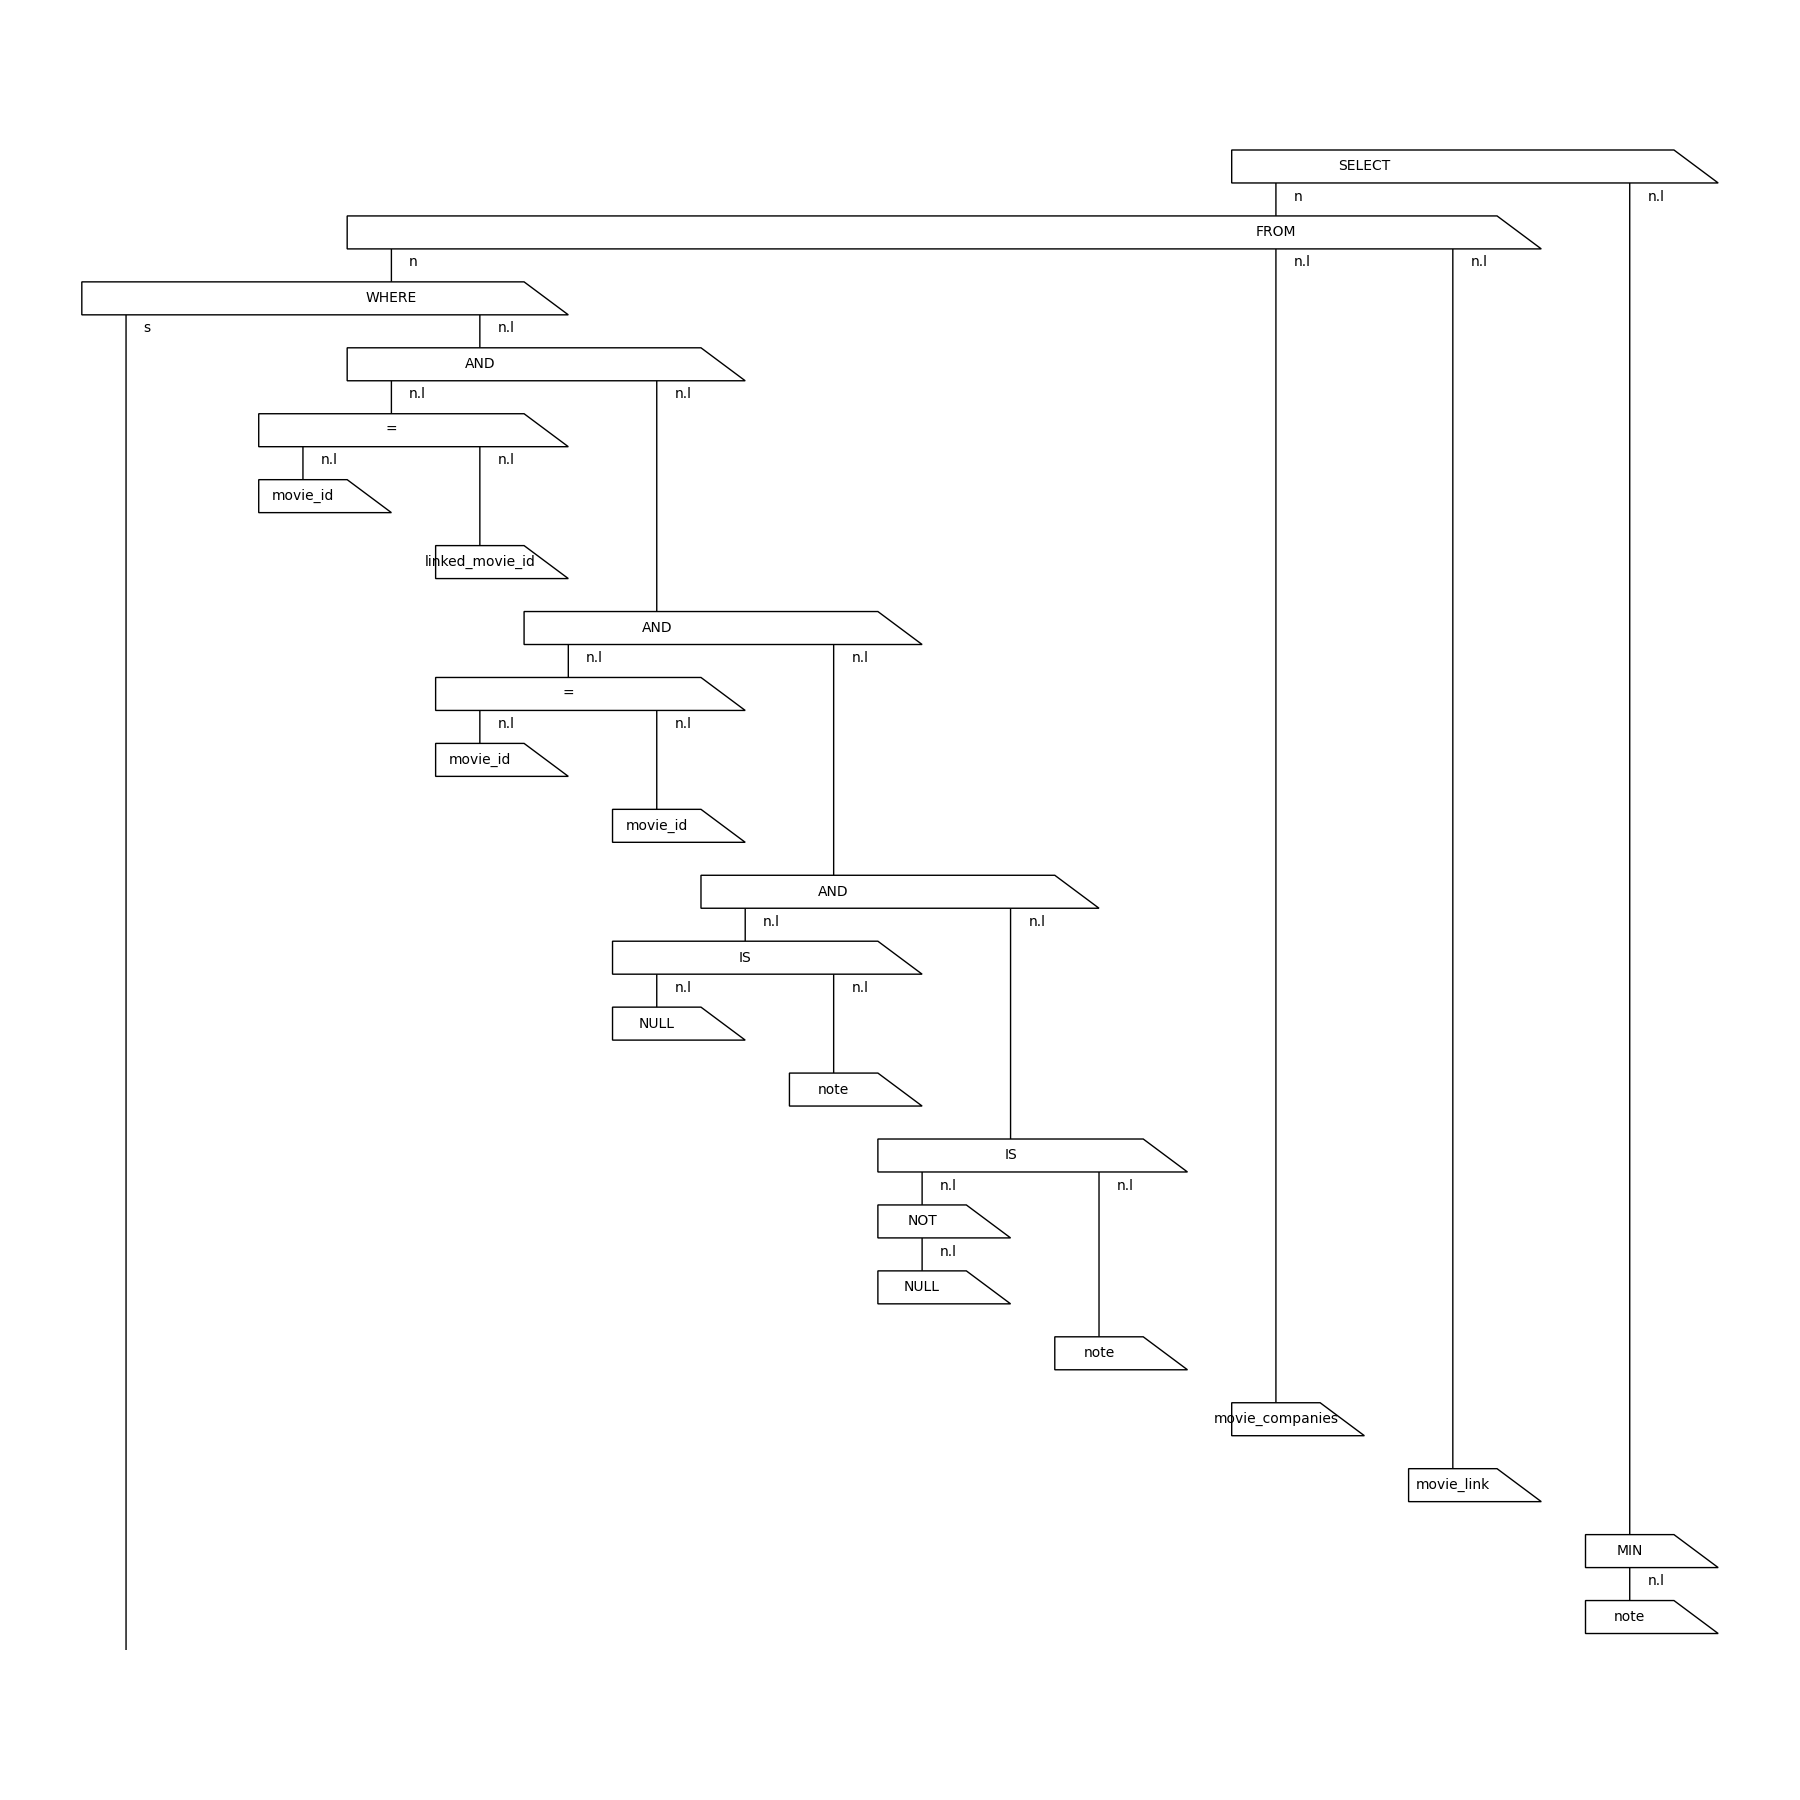 SELECT
n n.l
FROM
n n.l n.l
WHERE
s n.l
AND
n.l n.l
=
n.l n.l
movie_id
linked_movie_id
AND
n.l n.l
=
n.l n.l
movie_id
movie_id
AND
n.l n.l
IS
n.l n.l
NULL
note
IS
n.l n.l
NOT
n.l
NULL
note
movie_companies
movie_link
MIN
n.l
note